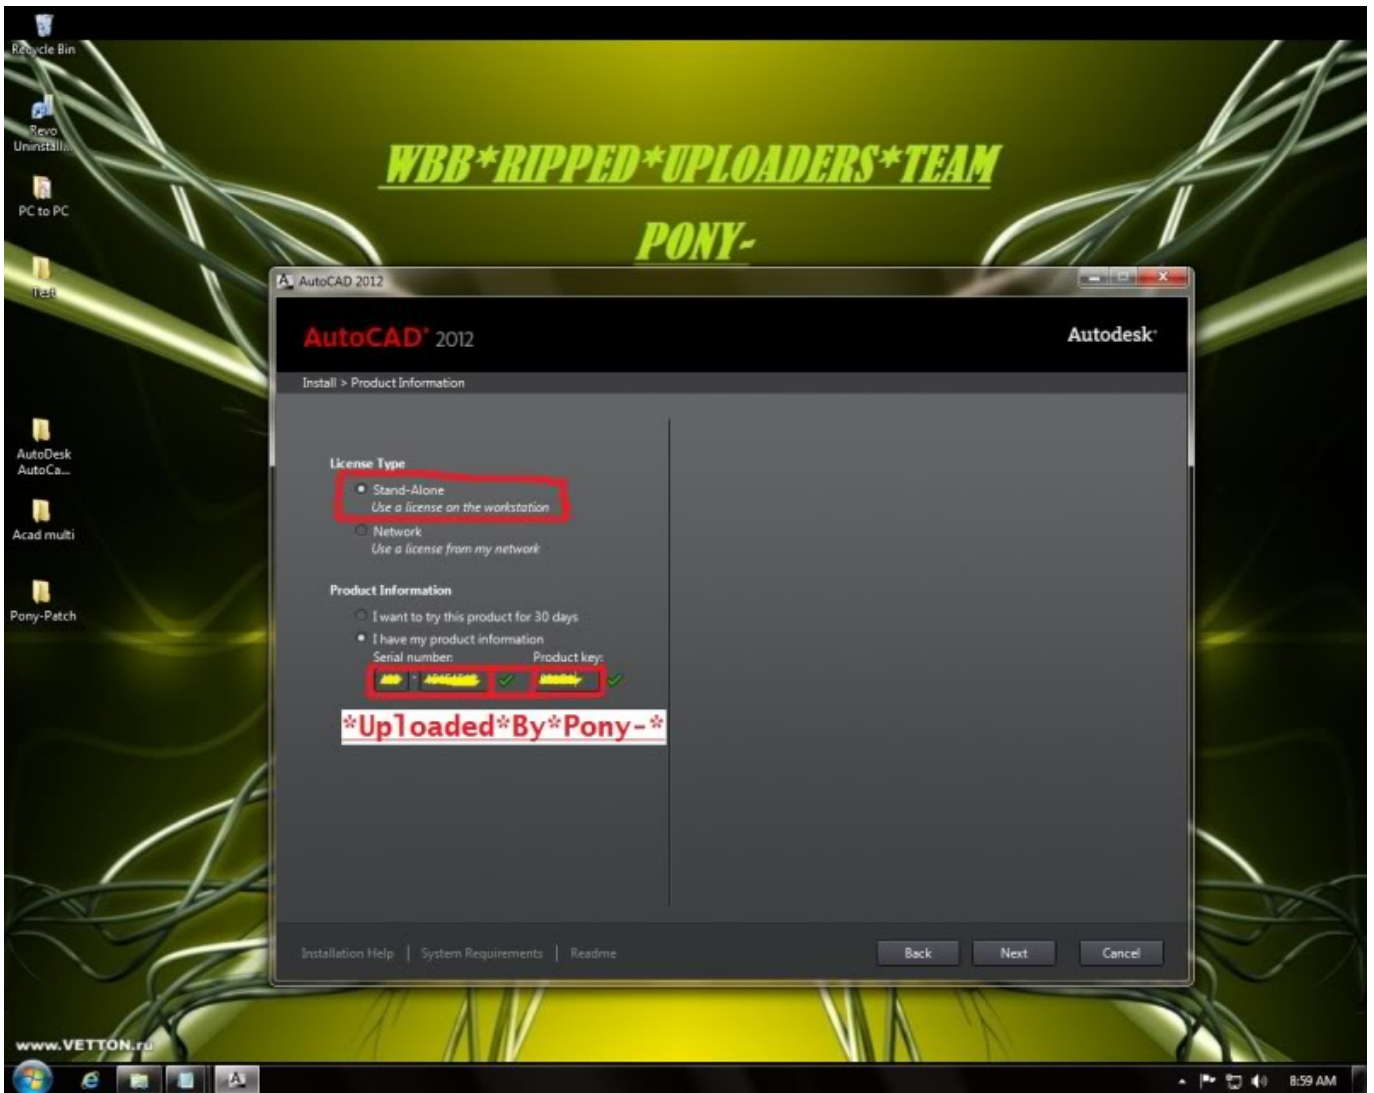 Recycle Bin
Revo
Uninstall...
PC to PC
Test
AutoDesk
AutoCa...
Acad multi
Pony-Patch
WBB*RIPPED*UPLOADERS*TEAM
PONY-
AutoCAD 2012
AutoCAD® 2012
Autodesk®
Install > Product Information
License Type
Stand-Alone
Use a license on the workstation
Network
Use a license from my network
Product Information
I want to try this product for 30 days
I have my product information
Serial number: Product key:
-
*Uploaded*By*Pony-*
Installation Help | System Requirements | Readme
Back Next Cancel
www.VETTON.ru
8:59 AM